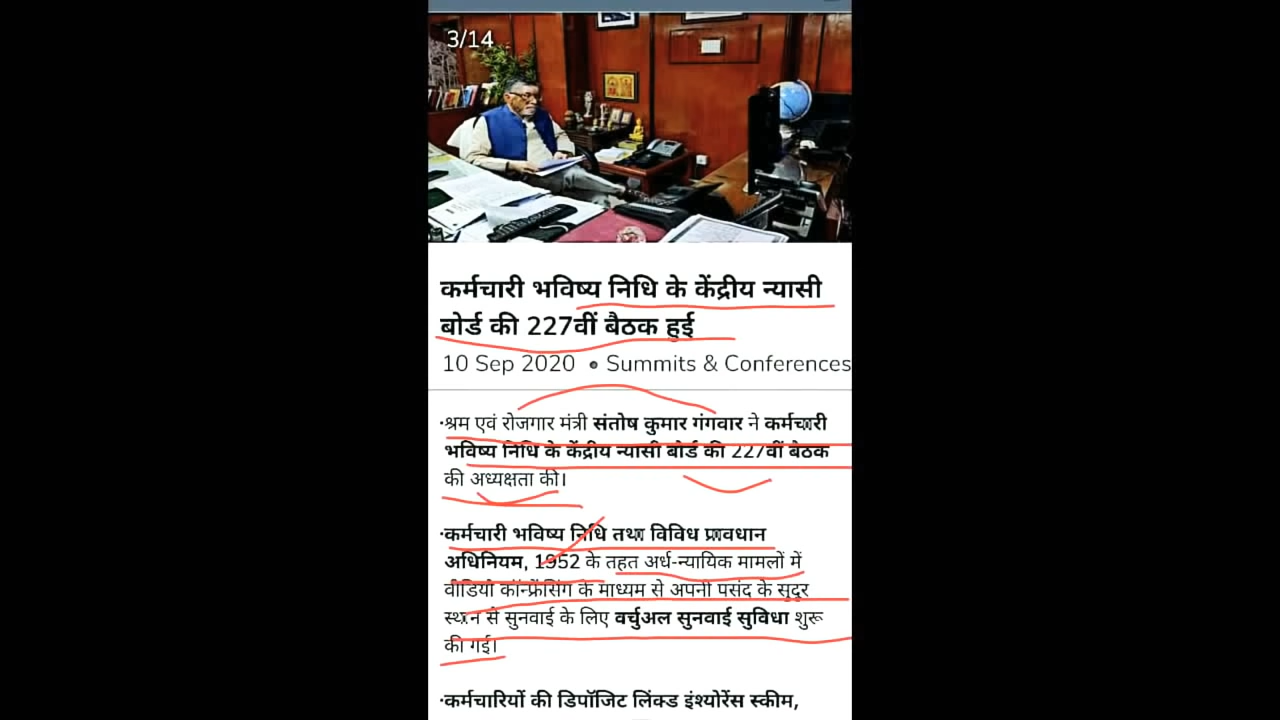 3/14
कर्मचारी भविष्य निधि के केंद्रीय न्यासी
बोर्ड की 227वीं बैठक हुई
10 Sep 2020 • Summits & Conferences
·श्रम एवं रोजगार मंत्री संतोष कुमार गंगवार ने कर्मचारी
भविष्य निधि के केंद्रीय न्यासी बोर्ड की 227वीं बैठक
की अध्यक्षता की।
·कर्मचारी भविष्य निधि तथा विविध प्रावधान
अधिनियम, 1952 के तहत अर्ध-न्यायिक मामलों में
वीडियो कॉन्फ्रेंसिंग के माध्यम से अपनी पसंद के सुदूर
स्थान से सुनवाई के लिए वर्चुअल सुनवाई सुविधा शुरू
की गई।
·कर्मचारियों की डिपॉजिट लिंक्ड इंश्योरेंस स्कीम,